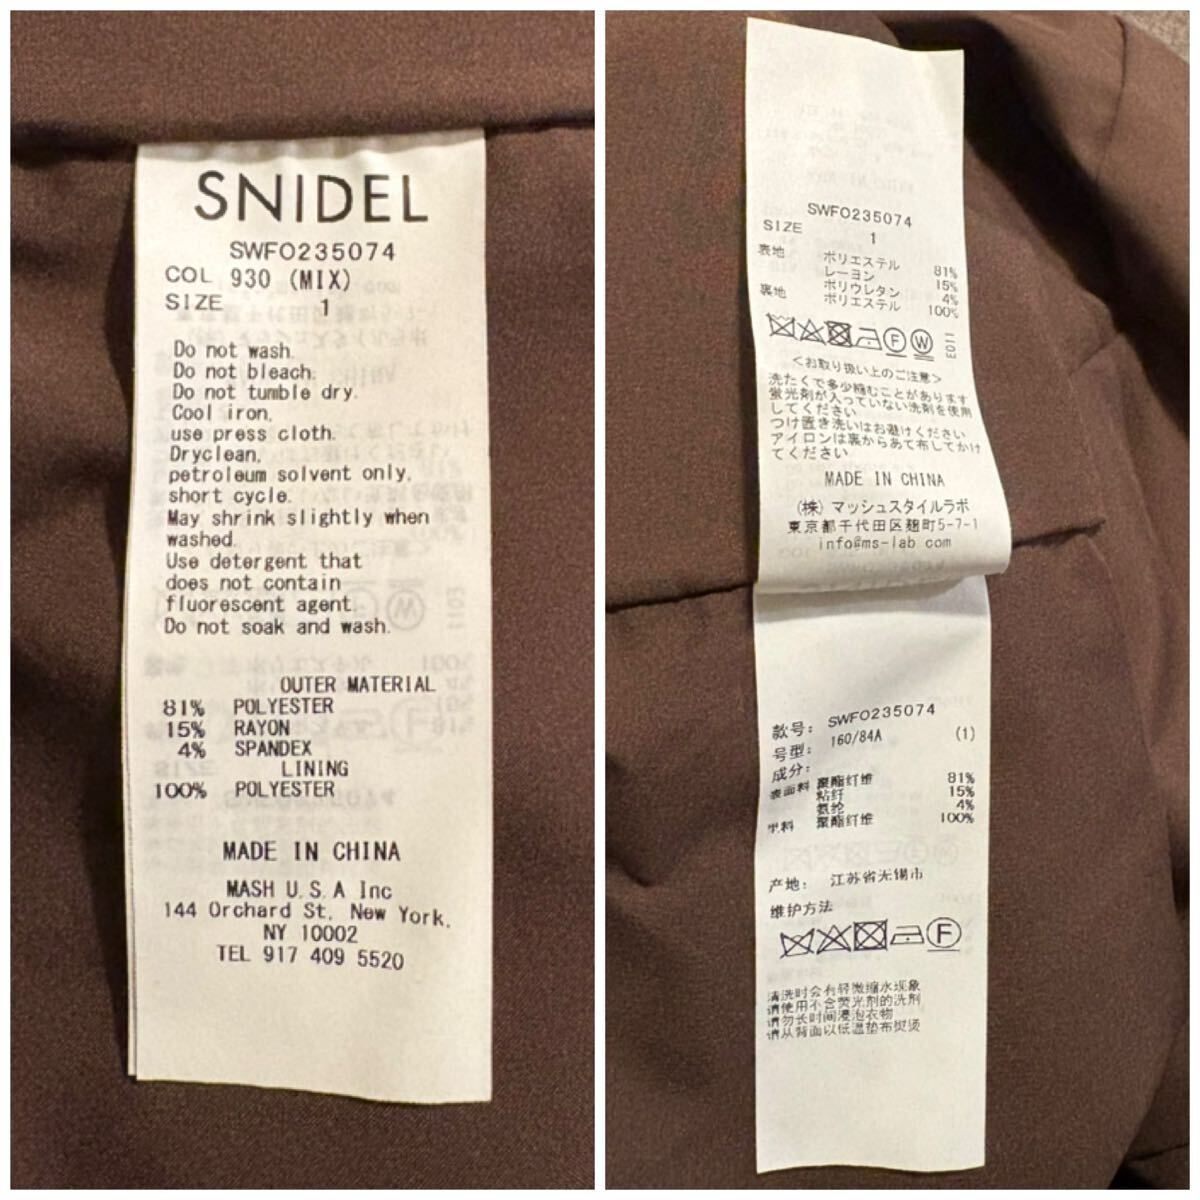 SNIDEL
SWFO235074
COL 930 (MIX)
SIZE 1
Do not wash.
Do not bleach.
Do not tumble dry.
Cool iron,
use press cloth.
Dryclean,
petroleum solvent only,
short cycle.
May shrink slightly when
washed.
Use detergent that
does not contain
fluorescent agent.
Do not soak and wash.
OUTER MATERIAL
81% POLYESTER
15% RAYON
4% SPANDEX
LINING
100% POLYESTER
MADE IN CHINA
MASH U.S.A Inc
144 Orchard St, New York,
NY 10002
TEL 917 409 5520
SWFO235074
SIZE 1
表地 ポリエステル 81%
レーヨン 15%
ポリウレタン 4%
裏地 ポリエステル 100%
F W E011
<お取り扱い上のご注意>
洗たくで多少縮むことがあります
蛍光剤が入っていない洗剤を使用
してください
つけ置き洗いはお避けください
アイロンは裏からあて布してかけ
てください
MADE IN CHINA
(株) マッシュスタイルラボ
東京都千代田区麹町5-7-1
info@ms-lab.com
款号: SWFO235074
号型: 160/84A (1)
成分:
表面料 聚酯纤维 81%
粘纤 15%
氨纶 4%
里料 聚酯纤维 100%
产地: 江苏省无锡市
维护方法
F
清洗时会有轻微缩水现象
请使用不含荧光剂的洗剂
请勿长时间浸泡衣物
请从背面以低温垫布熨烫